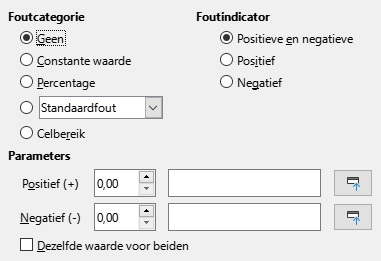 Foutcategorie
Geen
Constante waarde
Percentage
Standaardfout
Celbereik
Foutindicator
Positieve en negatieve
Positief
Negatief
Parameters
Positief (+) 0,00
Negatief (-) 0,00
Dezelfde waarde voor beiden